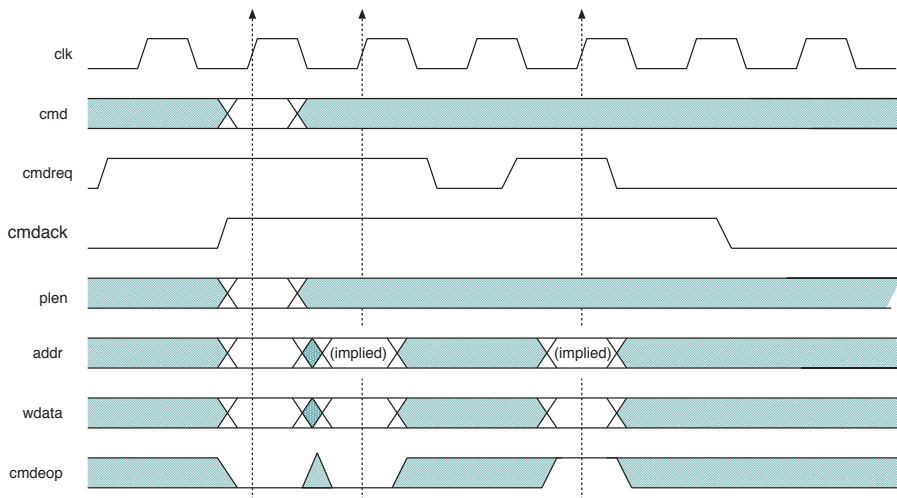 clk
cmd
cmdreq
cmdack
plen
addr (implied) (implied)
wdata
cmdeop